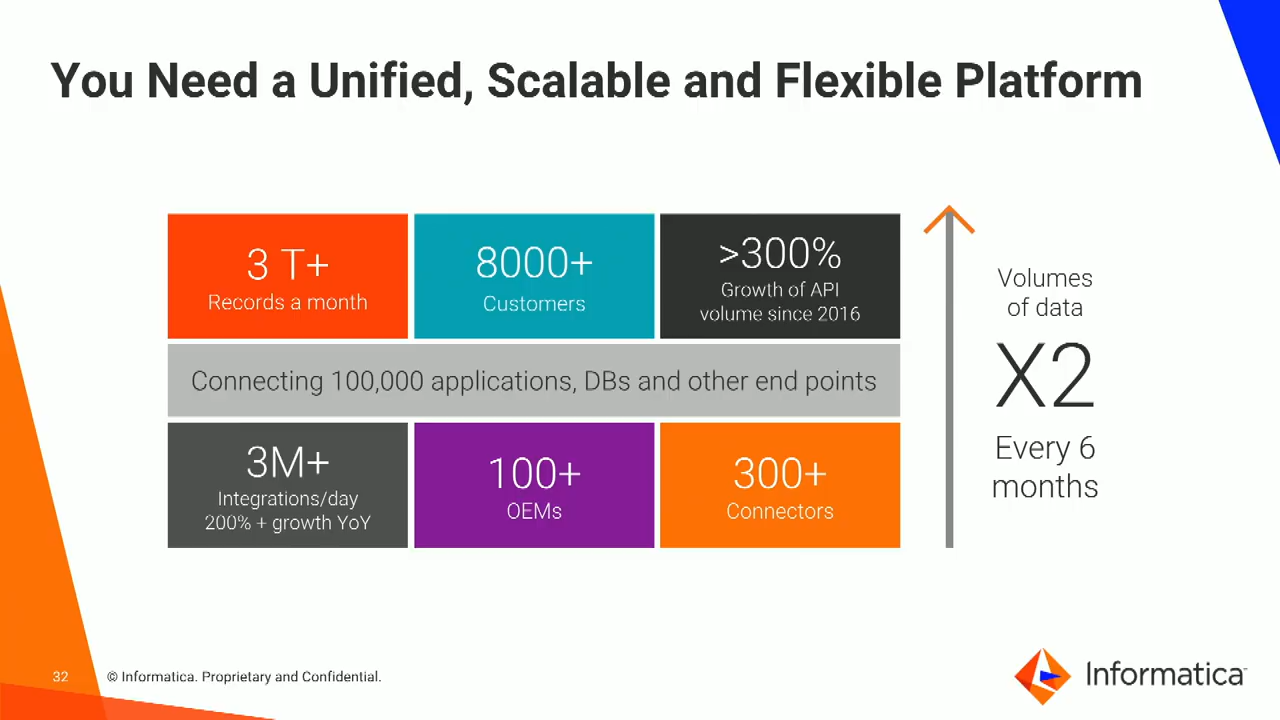 You Need a Unified, Scalable and Flexible Platform
3 T+
Records a month
8000+
Customers
>300%
Growth of API
volume since 2016
Connecting 100,000 applications, DBs and other end points
3M+
Integrations/day
200% + growth YoY
100+
OEMs
300+
Connectors
Volumes
of data
X2
Every 6
months
32
© Informatica. Proprietary and Confidential.
Informatica™